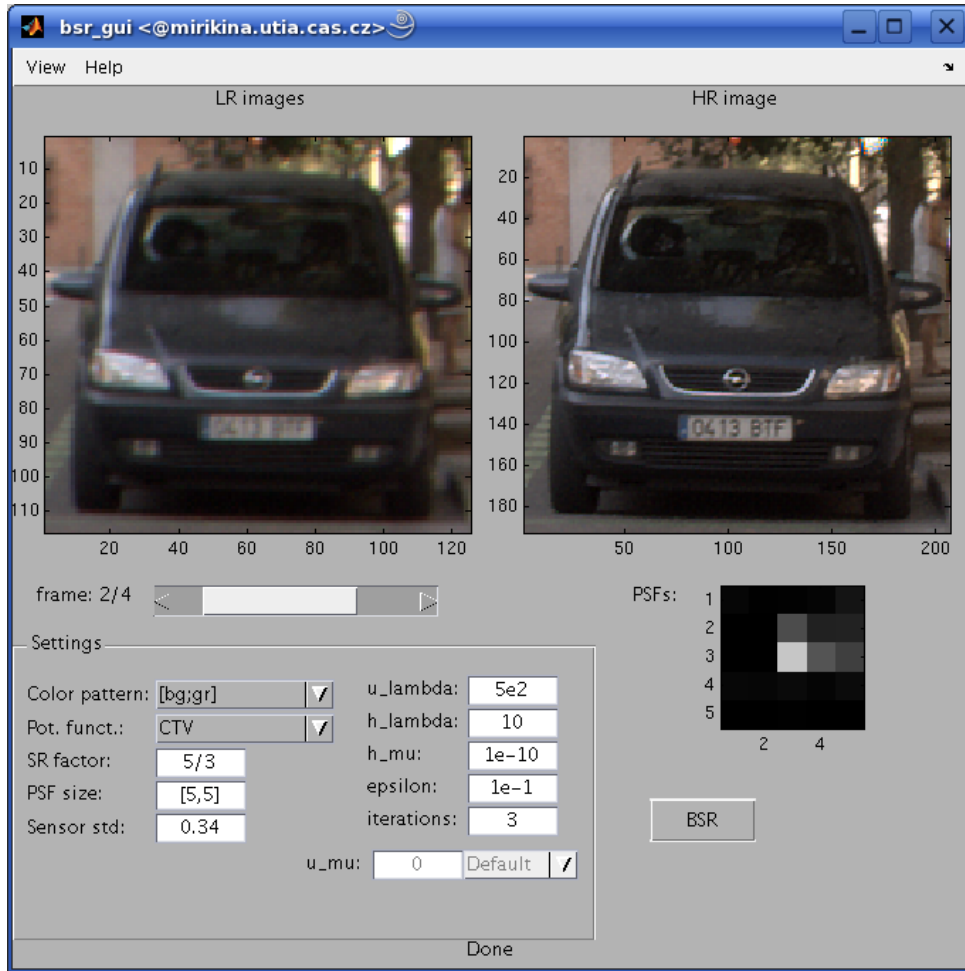 bsr_gui <@mirikina.utia.cas.cz>
View Help
LR images
HR image
10
20
30
40
50
60
70
80
90
100
110
20 40 60 80 100 120
0413 BTF
20
40
60
80
100
120
140
160
180
50 100 150 200
0413 BTF
frame: 2/4
PSFs:
1
2
3
4
5
2 4
Settings
Color pattern: [bg;gr]
Pot. funct.: CTV
SR factor: 5/3
PSF size: [5,5]
Sensor std: 0.34
u_lambda: 5e2
h_lambda: 10
h_mu: 1e-10
epsilon: 1e-1
iterations: 3
u_mu: 0 Default
BSR
Done